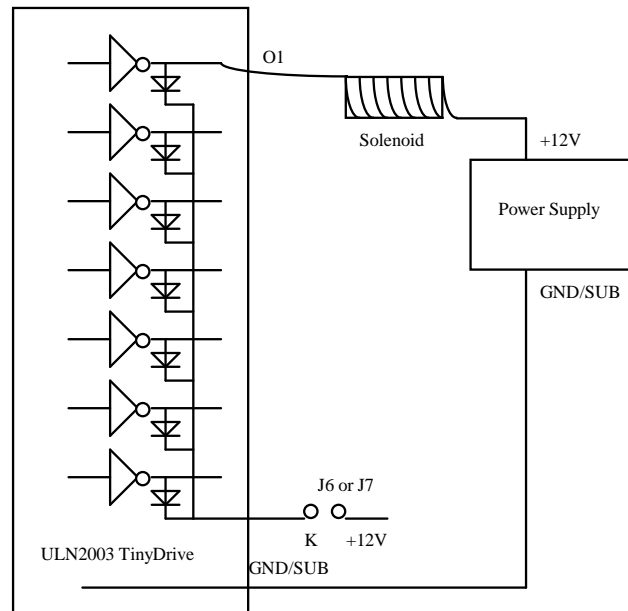 O1
Solenoid
+12V
Power Supply
GND/SUB
J6 or J7
K +12V
ULN2003 TinyDrive
GND/SUB